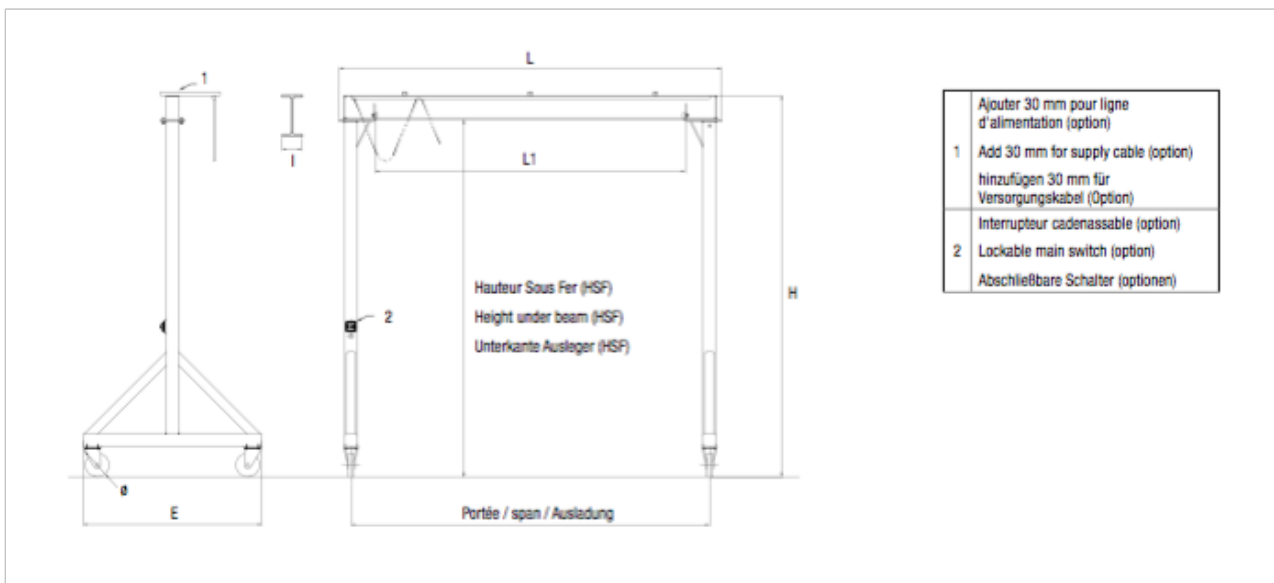 L
1
I
L1
H
Hauteur Sous Fer (HSF)
Height under beam (HSF)
Unterkante Ausleger (HSF)
2
ø
E
Portée / span / Ausladung
1
Ajouter 30 mm pour ligne
d'alimentation (option)
Add 30 mm for supply cable (option)
hinzufügen 30 mm für
Versorgungskabel (Option)
2
Interrupteur cadenassable (option)
Lockable main switch (option)
Abschließbare Schalter (optionen)